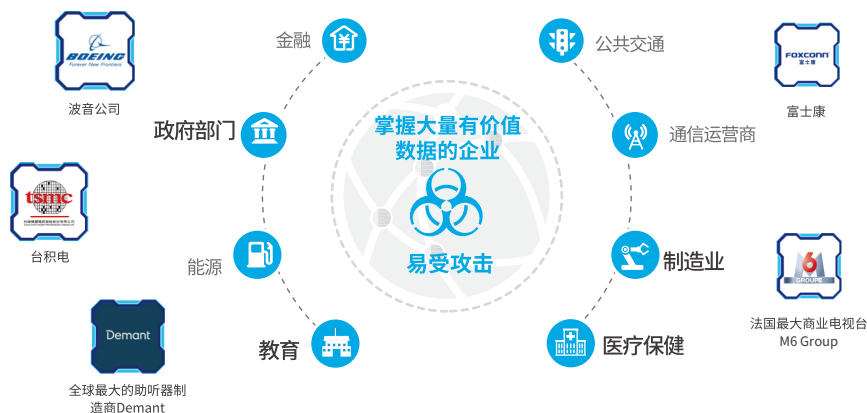 BOEING
Forever New Frontiers
波音公司
tsmc
台积电
Demant
全球最大的助听器制
造商Demant
金融
政府部门
能源
教育
掌握大量有价值
数据的企业
易受攻击
公共交通
通信运营商
制造业
医疗保健
FOXCONN
富士康
富士康
M6
GROUPE
法国最大商业电视台
M6 Group